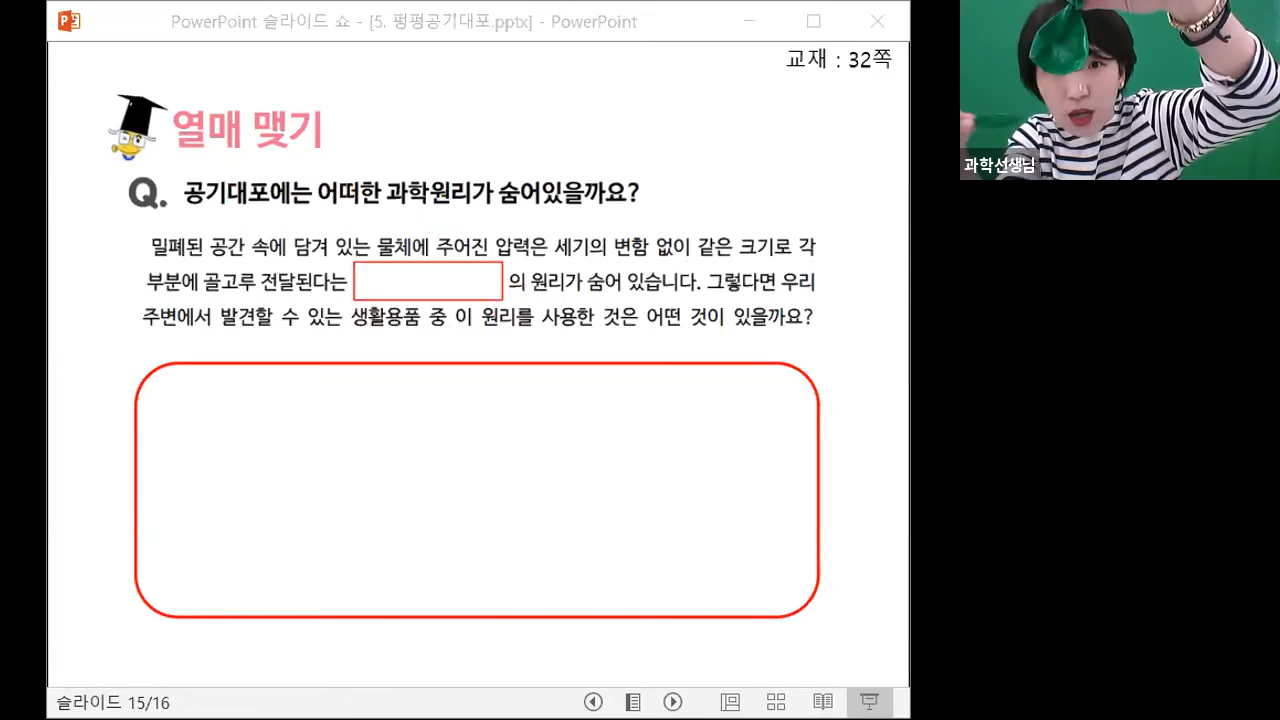 PowerPoint 슬라이드 쇼 - [5. 펑펑공기대포.pptx] - PowerPoint
교재 : 32쪽
과학선생님
열매 맺기
Q. 공기대포에는 어떠한 과학원리가 숨어있을까요?
밀폐된 공간 속에 담겨 있는 물체에 주어진 압력은 세기의 변함 없이 같은 크기로 각
부분에 골고루 전달된다는 의 원리가 숨어 있습니다. 그렇다면 우리
주변에서 발견할 수 있는 생활용품 중 이 원리를 사용한 것은 어떤 것이 있을까요?
슬라이드 15/16